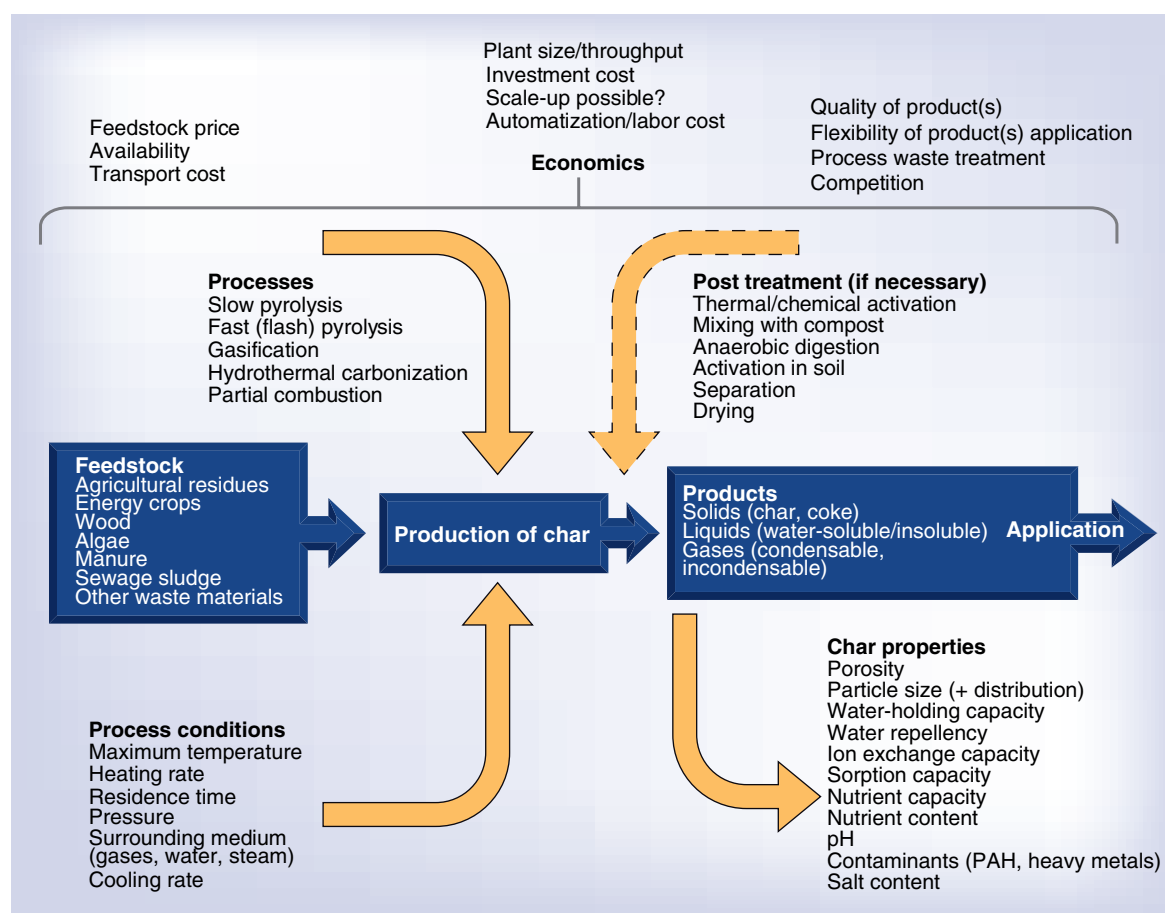 Plant size/throughput
Investment cost
Scale-up possible?
Automatization/labor cost
Feedstock price
Availability
Transport cost
Quality of product(s)
Flexibility of product(s) application
Process waste treatment
Competition
Economics
Processes
Slow pyrolysis
Fast (flash) pyrolysis
Gasification
Hydrothermal carbonization
Partial combustion
Post treatment (if necessary)
Thermal/chemical activation
Mixing with compost
Anaerobic digestion
Activation in soil
Separation
Drying
Feedstock
Agricultural residues
Energy crops
Wood
Algae
Manure
Sewage sludge
Other waste materials
Production of char
Products
Solids (char, coke)
Liquids (water-soluble/insoluble)
Gases (condensable,
incondensable)
Application
Process conditions
Maximum temperature
Heating rate
Residence time
Pressure
Surrounding medium
(gases, water, steam)
Cooling rate
Char properties
Porosity
Particle size (+ distribution)
Water-holding capacity
Water repellency
Ion exchange capacity
Sorption capacity
Nutrient capacity
Nutrient content
pH
Contaminants (PAH, heavy metals)
Salt content